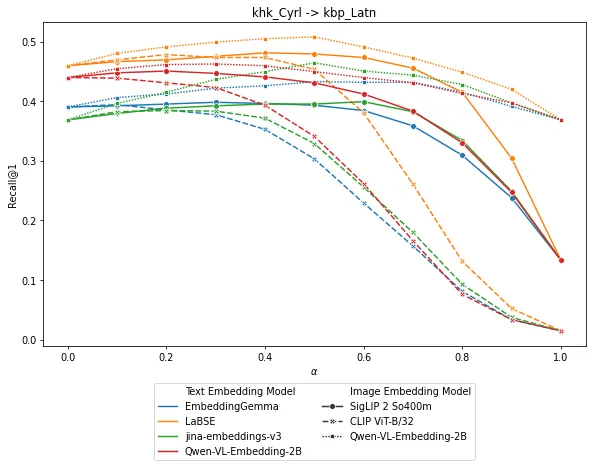 khk_Cyrl -> kbp_Latn
0.5
0.4
0.3
0.2
0.1
0.0
Recall@1
0.0 0.2 0.4 0.6 0.8 1.0
α
Text Embedding Model Image Embedding Model
EmbeddingGemma SigLIP 2 So400m
LaBSE CLIP ViT-B/32
jina-embeddings-v3 Qwen-VL-Embedding-2B
Qwen-VL-Embedding-2B